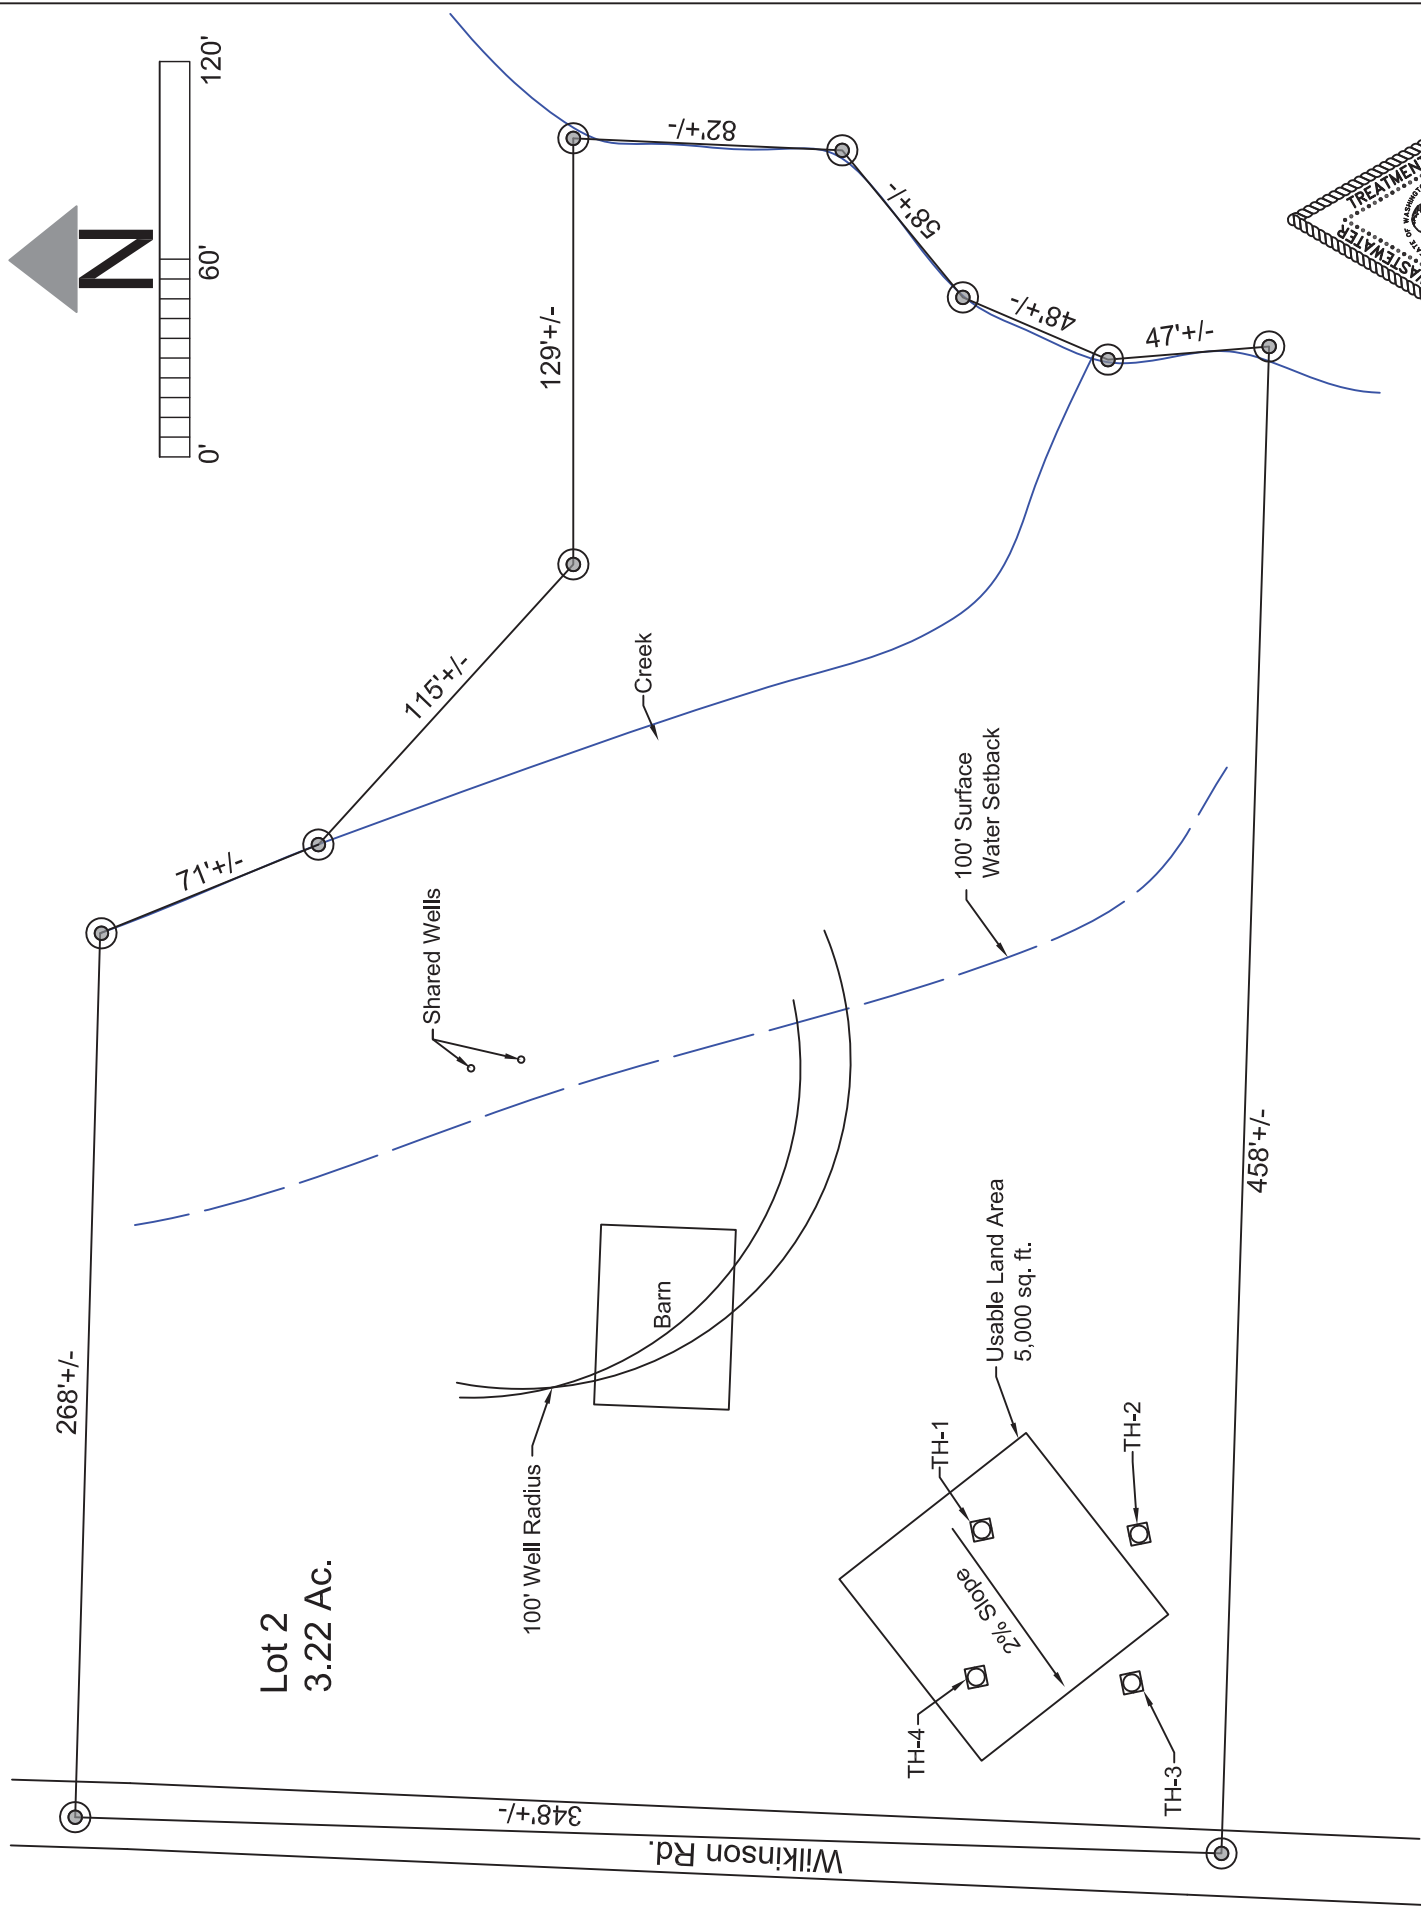 N
0'
60'
120'
268'+/-
71'+/-
115'+/-
129'+/-
82'+/-
58'+/-
48'+/-
47'+/-
458'+/-
348'+/-
Wilkinson Rd.
Lot 2
3.22 Ac.
Shared Wells
Creek
100' Surface
Water Setback
100' Well Radius
Barn
Usable Land Area
5,000 sq. ft.
TH-1
TH-2
TH-3
TH-4
2% Slope
TREATMEN
WASHINGT